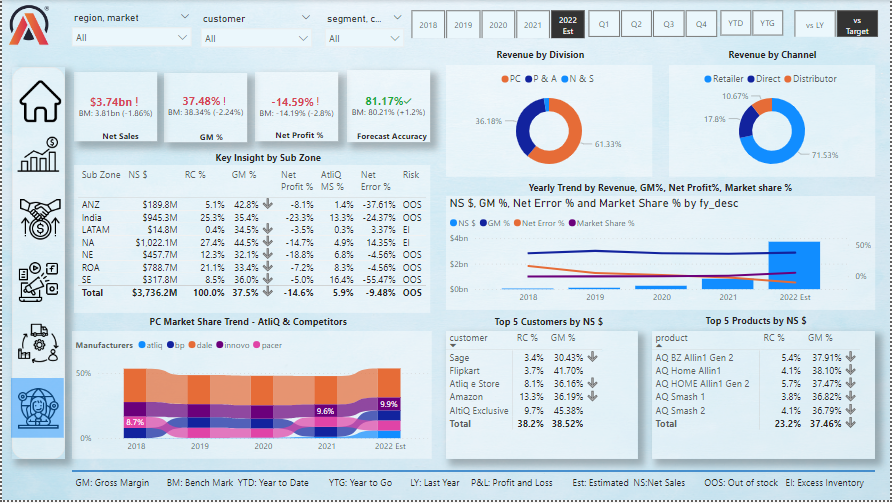 region, market
customer
segment, c...
All
All
All
2018
2019
2020
2021
2022 Est
Q1
Q2
Q3
Q4
YTD
YTG
vs LY
vs Target
$3.74bn !
BM: 3.81bn (-1.86%)
Net Sales
37.48% !
BM: 38.34% (-2.24%)
GM %
-14.59% !
BM: -14.19% (-2.8%)
Net Profit %
81.17%✓
BM: 80.21% (+1.2%)
Forecast Accuracy
Revenue by Division
PC P & A N & S
36.18%
61.33%
Revenue by Channel
Retailer Direct Distributor
10.67%
17.8%
71.53%
Key Insight by Sub Zone
Sub Zone NS $ RC % GM % Net Profit % AtliQ MS % Net Error % Risk
ANZ $189.8M 5.1% 42.8% -8.1% 1.4% -37.61% OOS
India $945.3M 25.3% 35.4% -23.3% 13.3% -24.37% OOS
LATAM $14.8M 0.4% 34.5% -3.5% 0.3% 3.37% EI
NA $1,022.1M 27.4% 44.5% -14.7% 4.9% 14.35% EI
NE $457.7M 12.3% 32.1% -18.8% 6.8% -4.56% OOS
ROA $788.7M 21.1% 33.4% -7.2% 8.3% -4.56% OOS
SE $317.8M 8.5% 36.0% -5.0% 16.4% -55.47% OOS
Total $3,736.2M 100.0% 37.5% -14.6% 5.9% -9.48% OOS
Yearly Trend by Revenue, GM%, Net Profit%, Market share %
NS $, GM %, Net Error % and Market Share % by fy_desc
NS $ GM % Net Error % Market Share %
$4bn
$2bn
$0bn
50%
0%
2018 2019 2020 2021 2022 Est
PC Market Share Trend - AtliQ & Competitors
Manufacturers atliq bp dale innovo pacer
50%
0%
8.7%
9.6%
9.9%
2018 2019 2020 2021 2022 Est
Top 5 Customers by NS $
customer RC % GM %
Sage 3.4% 30.43%
Flipkart 3.7% 41.70%
Atliq e Store 8.1% 36.16%
Amazon 13.3% 36.19%
AltiQ Exclusive 9.7% 45.38%
Total 38.2% 38.52%
Top 5 Products by NS $
product RC % GM %
AQ BZ Allin1 Gen 2 5.4% 37.91%
AQ Home Allin1 4.1% 38.10%
AQ HOME Allin1 Gen 2 5.7% 37.47%
AQ Smash 1 3.8% 36.82%
AQ Smash 2 4.1% 36.79%
Total 23.2% 37.46%
GM: Gross Margin BM: Bench Mark YTD: Year to Date YTG: Year to Go LY: Last Year P&L: Profit and Loss Est: Estimated NS:Net Sales OOS: Out of stock EI: Excess Inventory